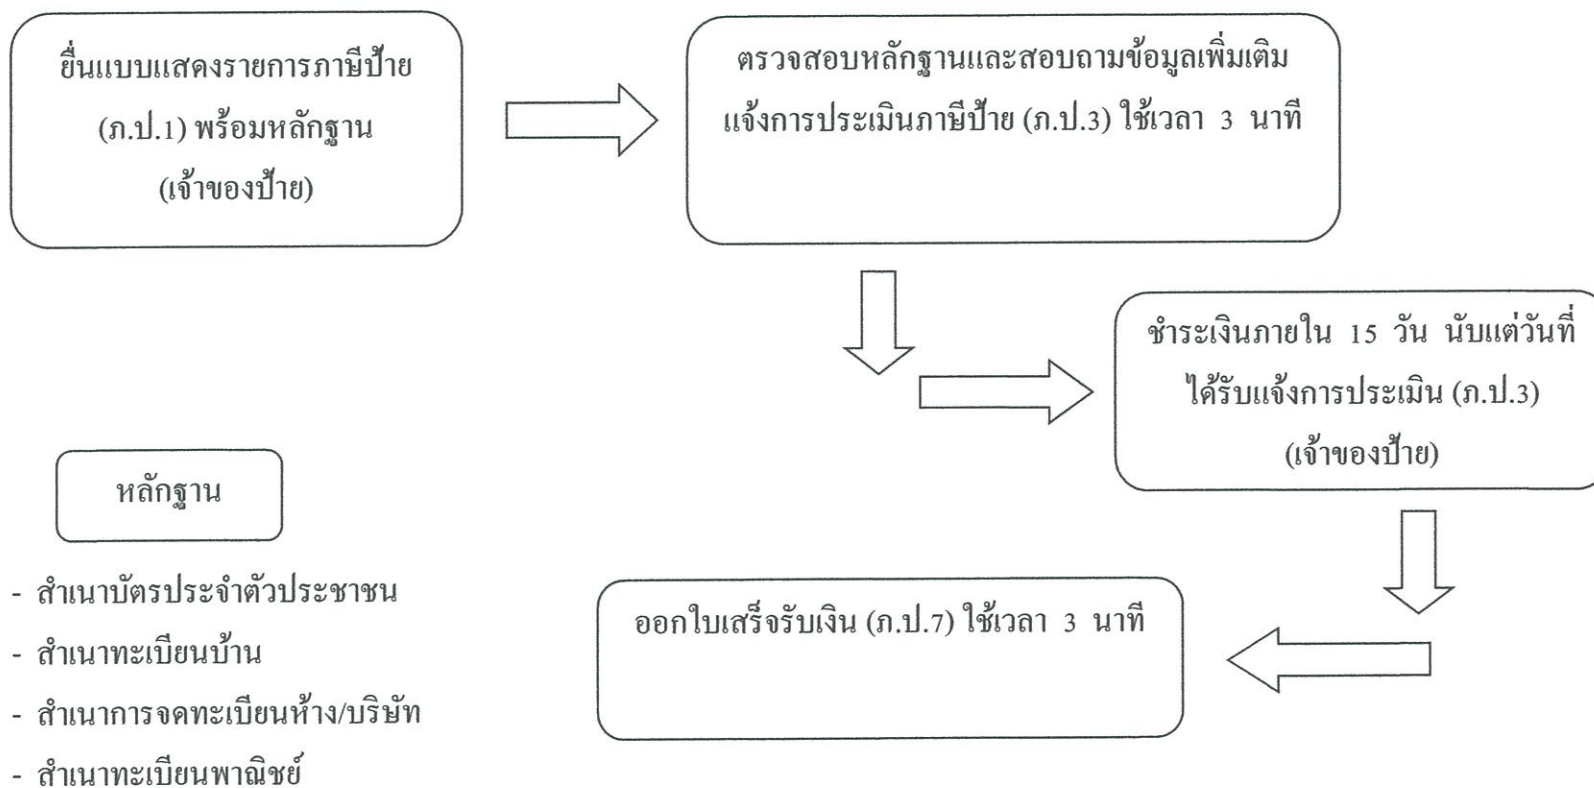 ยื่นแบบแสดงรายการภาษีป้าย
(ภ.ป.1) พร้อมหลักฐาน
(เจ้าของป้าย)
ตรวจสอบหลักฐานและสอบถามข้อมูลเพิ่มเติม
แจ้งการประเมินภาษีป้าย (ภ.ป.3) ใช้เวลา 3 นาที
ชำระเงินภายใน 15 วัน นับแต่วันที่
ได้รับแจ้งการประเมิน (ภ.ป.3)
(เจ้าของป้าย)
ออกใบเสร็จรับเงิน (ภ.ป.7) ใช้เวลา 3 นาที
หลักฐาน
- สำเนาบัตรประจำตัวประชาชน
- สำเนาทะเบียนบ้าน
- สำเนาการจดทะเบียนห้าง/บริษัท
- สำเนาทะเบียนพาณิชย์